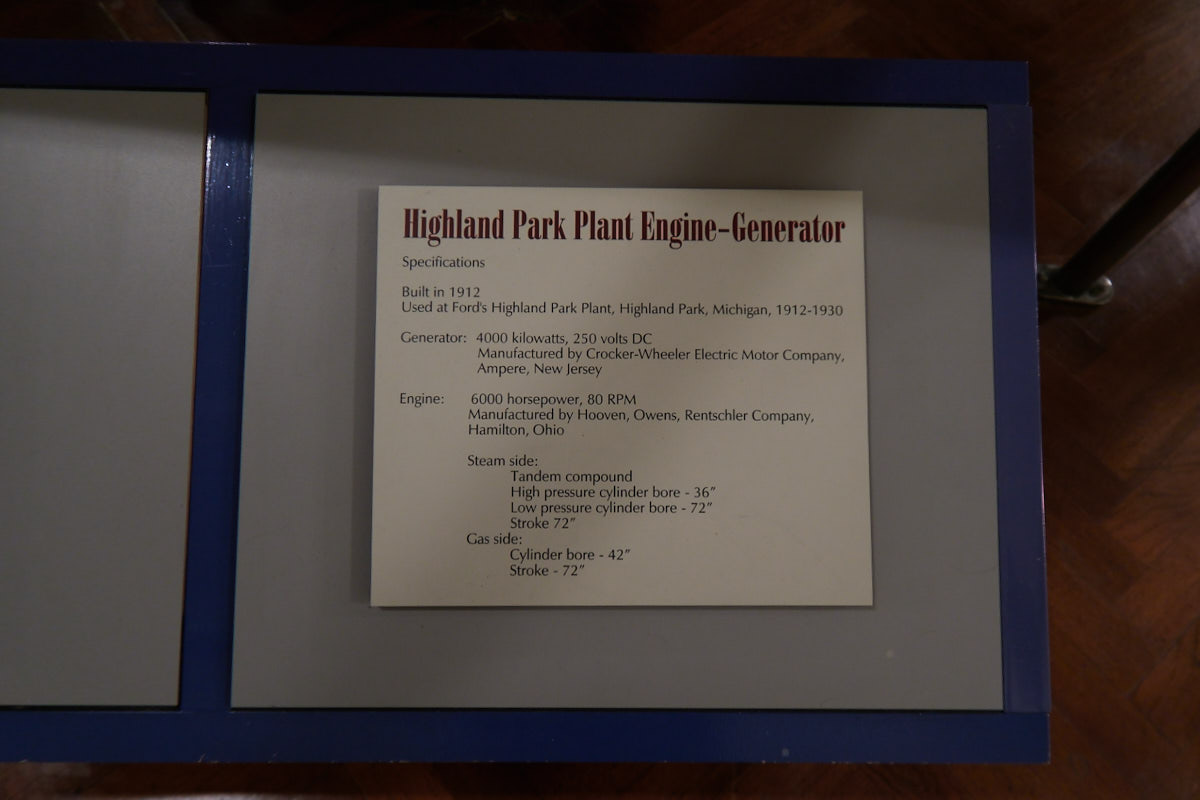 Highland Park Plant Engine-Generator
Specifications
Built in 1912
Used at Ford's Highland Park Plant, Highland Park, Michigan, 1912-1930
Generator: 4000 kilowatts, 250 volts DC
Manufactured by Crocker-Wheeler Electric Motor Company,
Ampere, New Jersey
Engine: 6000 horsepower, 80 RPM
Manufactured by Hooven, Owens, Rentschler Company,
Hamilton, Ohio
Steam side:
Tandem compound
High pressure cylinder bore - 36"
Low pressure cylinder bore - 72"
Stroke 72"
Gas side:
Cylinder bore - 42"
Stroke - 72"